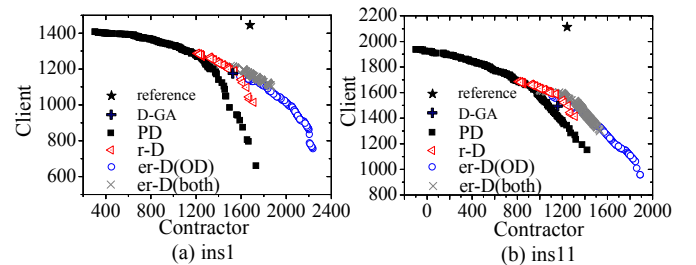 1400
1200
1000
800
600
Client
reference
D-GA
PD
r-D
er-D(OD)
er-D(both)
400 800 1200 1600 2000 2400
Contractor
(a) ins1
2200
2000
1800
1600
1400
1200
1000
800
Client
reference
D-GA
PD
r-D
er-D(OD)
er-D(both)
0 400 800 1200 1600 2000
Contractor
(b) ins11